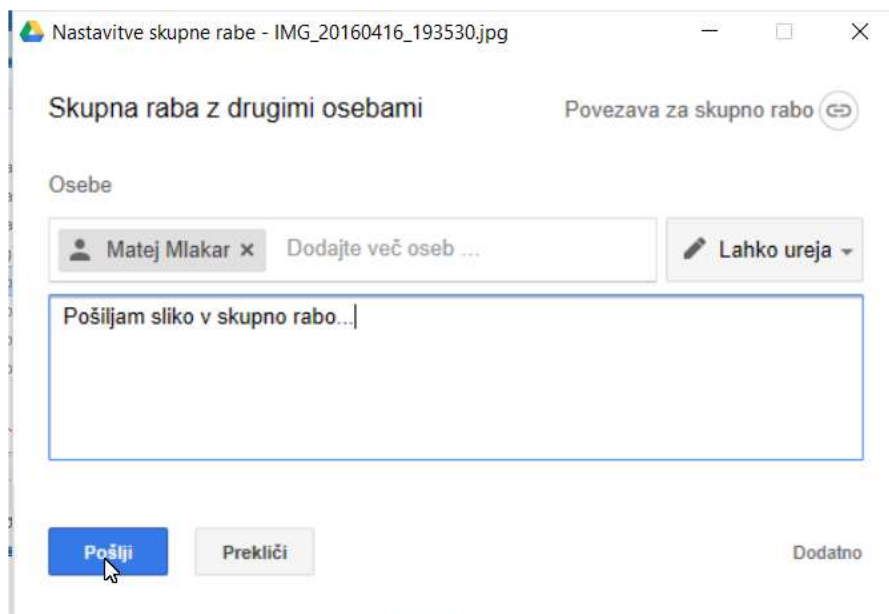 Nastavitve skupne rabe - IMG_20160416_193530.jpg
Skupna raba z drugimi osebami
Povezava za skupno rabo
Osebe
Matej Mlakar × Dodajte več oseb ...
Lahko ureja
Pošiljam sliko v skupno rabo...
Pošlji
Prekliči
Dodatno